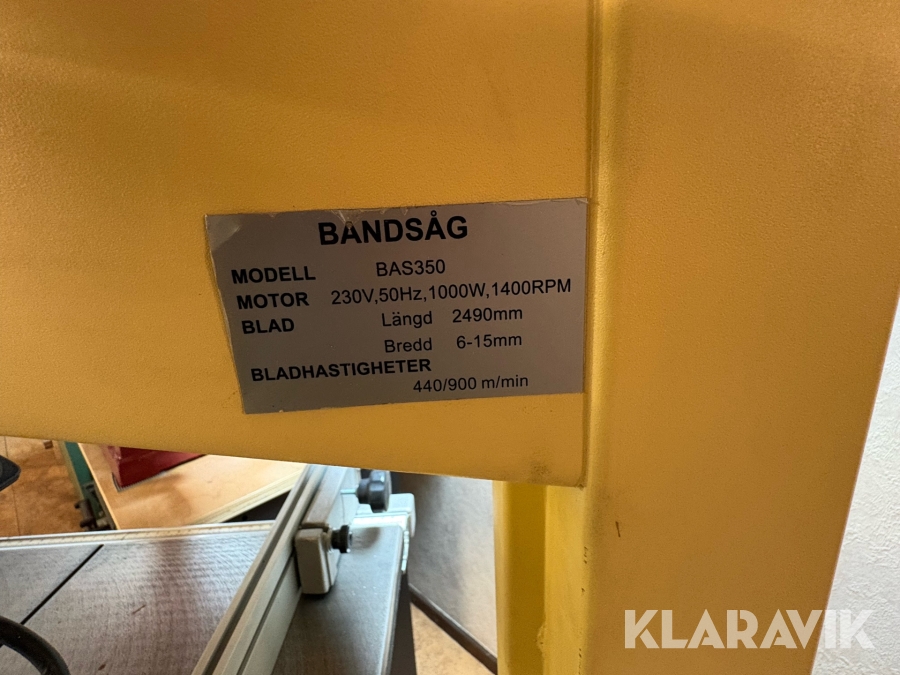 BANDSÅG
MODELL BAS350
MOTOR 230V,50Hz,1000W,1400RPM
BLAD Längd 2490mm
Bredd 6-15mm
BLADHASTIGHETER
440/900 m/min
KLARAVIK